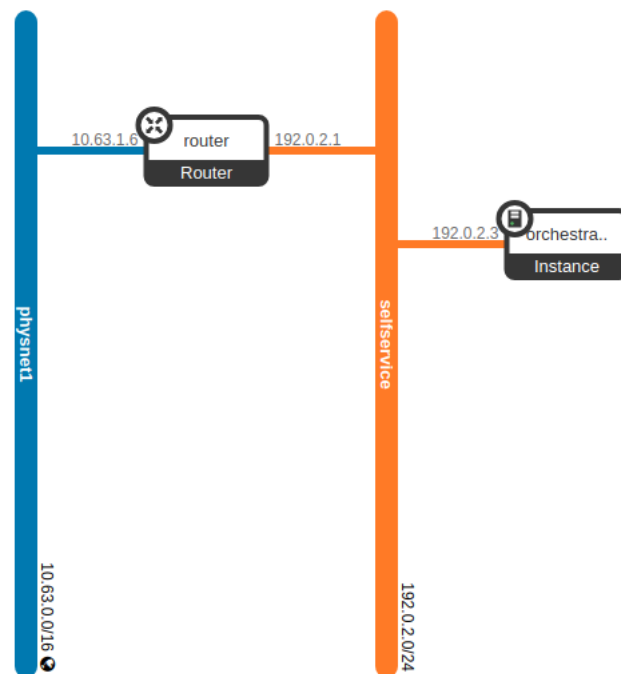 10.63.1.6
router
Router
192.0.2.1
192.0.2.3
orchestra..
Instance
physnet1
selfservice
10.63.0.0/16
192.0.2.0/24